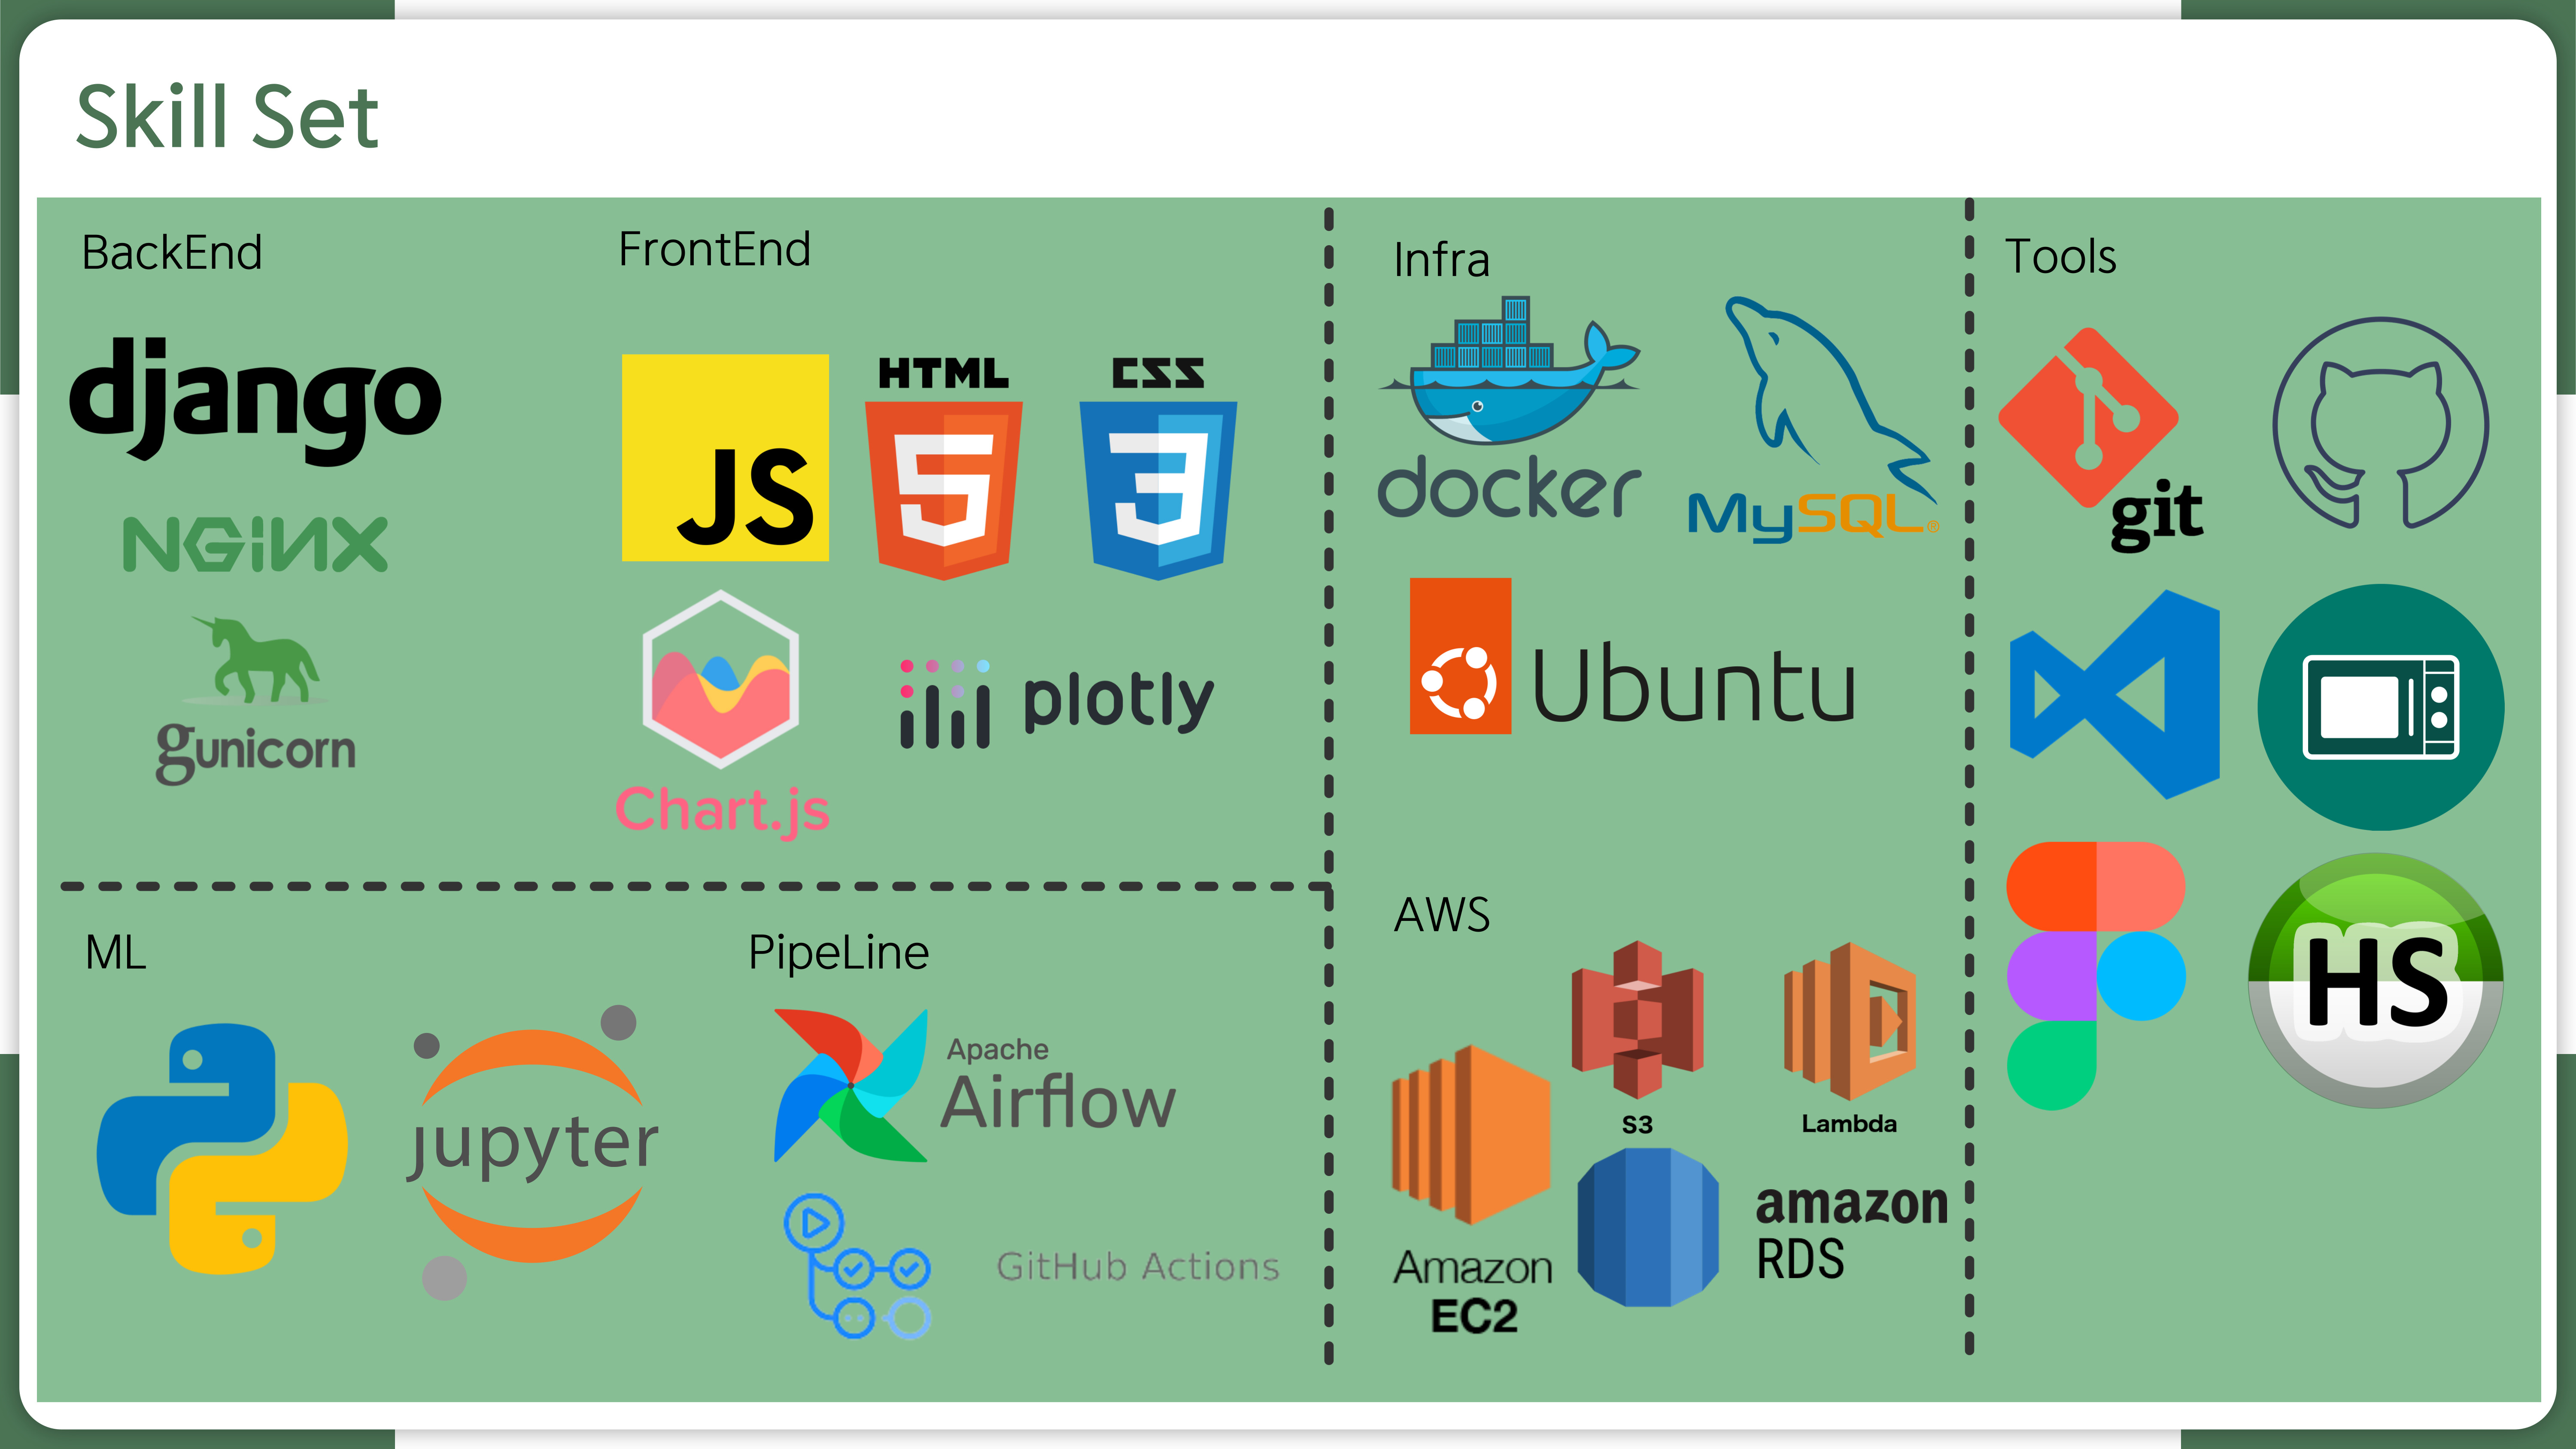 Skill Set
BackEnd
django
NGINX
gunicorn
FrontEnd
JS
HTML
5
CSS
3
Chart.js
plotly
Infra
docker
MySQL®
Ubuntu
Tools
git
HS
ML
jupyter
PipeLine
Apache
Airflow
GitHub Actions
AWS
S3
Lambda
Amazon
EC2
amazon
RDS